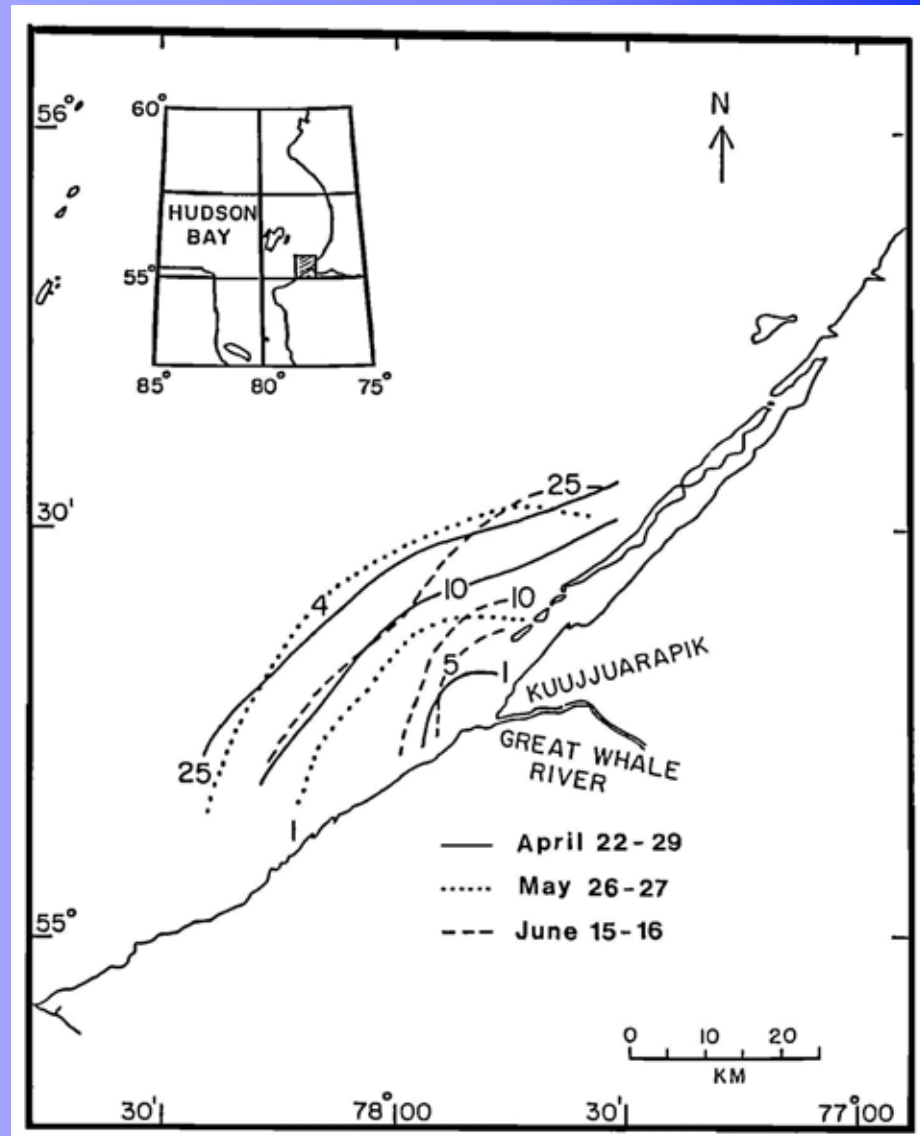 56°
60°
HUDSON
BAY
55°
85° 80° 75°
N
30'
25
4
10
10
5
1
25
1
KUUJJUARAPIK
GREAT WHALE
RIVER
April 22-29
May 26-27
June 15-16
55°
0 10 20
KM
30' 78°00 30' 77°00